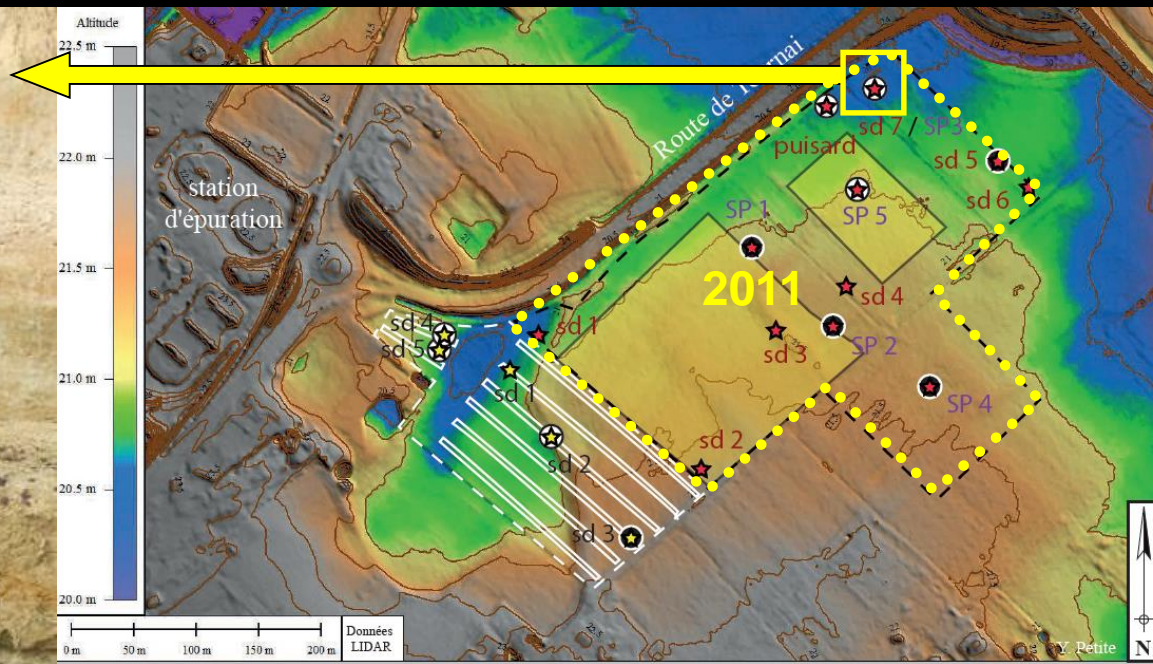 Altitude
22.5 m
22.0 m
21.5 m
21.0 m
20.5 m
20.0 m
station
d'épuration
Route de Tournai
puisard
sd 7 / SP3
sd 5
sd 6
SP 5
SP 1
2011
sd 4
SP 2
sd 3
SP 4
sd 4
sd 5
sd 1
sd 1
sd 2
sd 2
sd 3
0 m 50 m 100 m 150 m 200 m
Données
LIDAR
Y. Petite
N